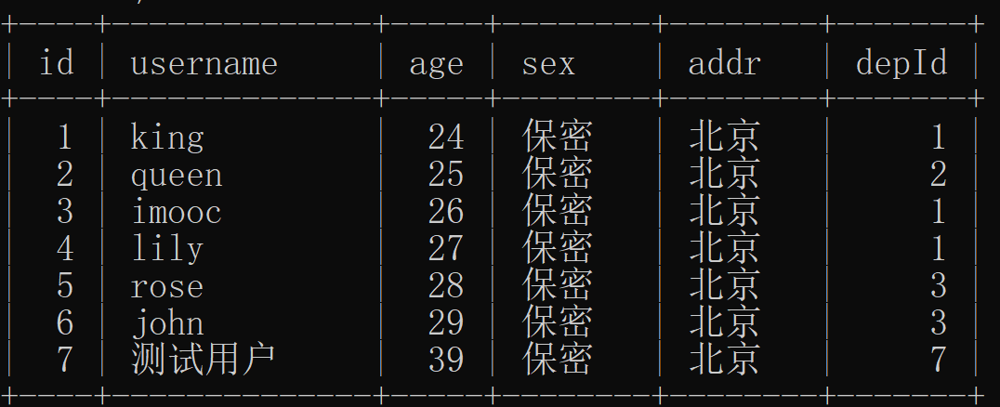 +----+--------------+-----+--------+--------+-------+
| id | username     | age | sex    | addr   | depId |
+----+--------------+-----+--------+--------+-------+
|  1 | king         |  24 | 保密   | 北京   |     1 |
|  2 | queen        |  25 | 保密   | 北京   |     2 |
|  3 | imooc        |  26 | 保密   | 北京   |     1 |
|  4 | lily         |  27 | 保密   | 北京   |     1 |
|  5 | rose         |  28 | 保密   | 北京   |     3 |
|  6 | john         |  29 | 保密   | 北京   |     3 |
|  7 | 测试用户     |  39 | 保密   | 北京   |     7 |
+----+--------------+-----+--------+--------+-------+